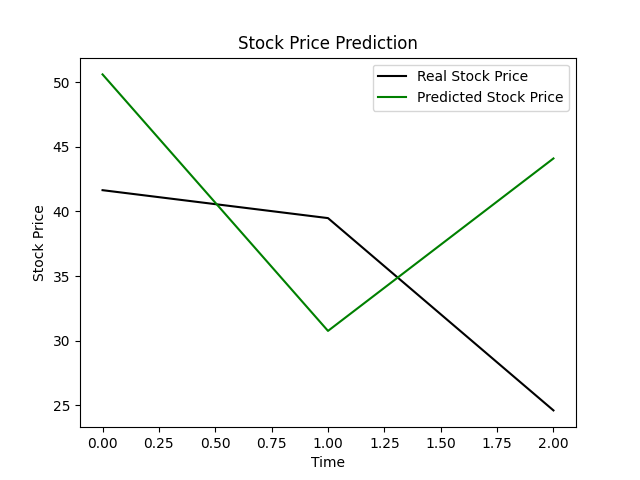 Stock Price Prediction
Real Stock Price
Predicted Stock Price
Stock Price
50
45
40
35
30
25
0.00 0.25 0.50 0.75 1.00 1.25 1.50 1.75 2.00
Time